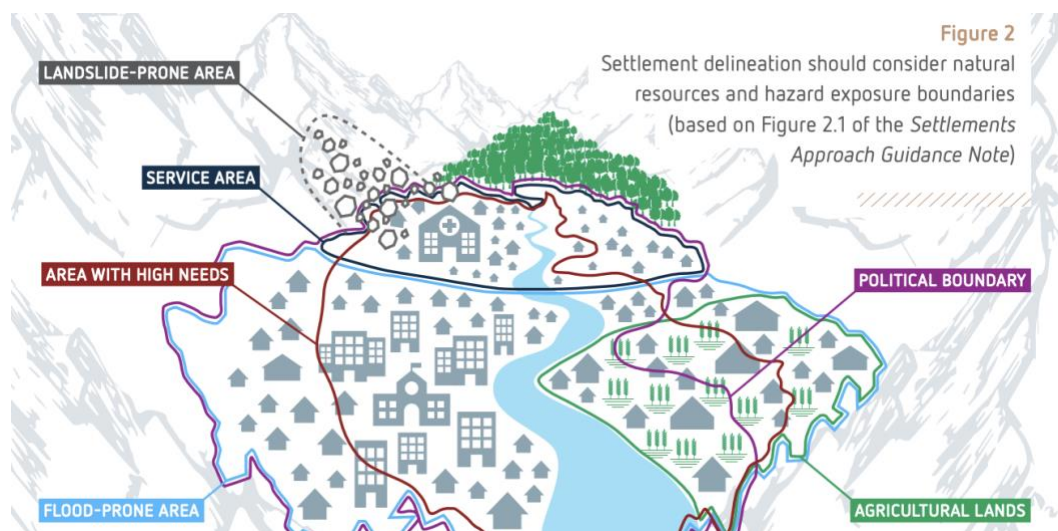 Figure 2
Settlement delineation should consider natural
resources and hazard exposure boundaries
(based on Figure 2.1 of the Settlements
Approach Guidance Note)
LANDSLIDE-PRONE AREA
SERVICE AREA
AREA WITH HIGH NEEDS
POLITICAL BOUNDARY
FLOOD-PRONE AREA
AGRICULTURAL LANDS